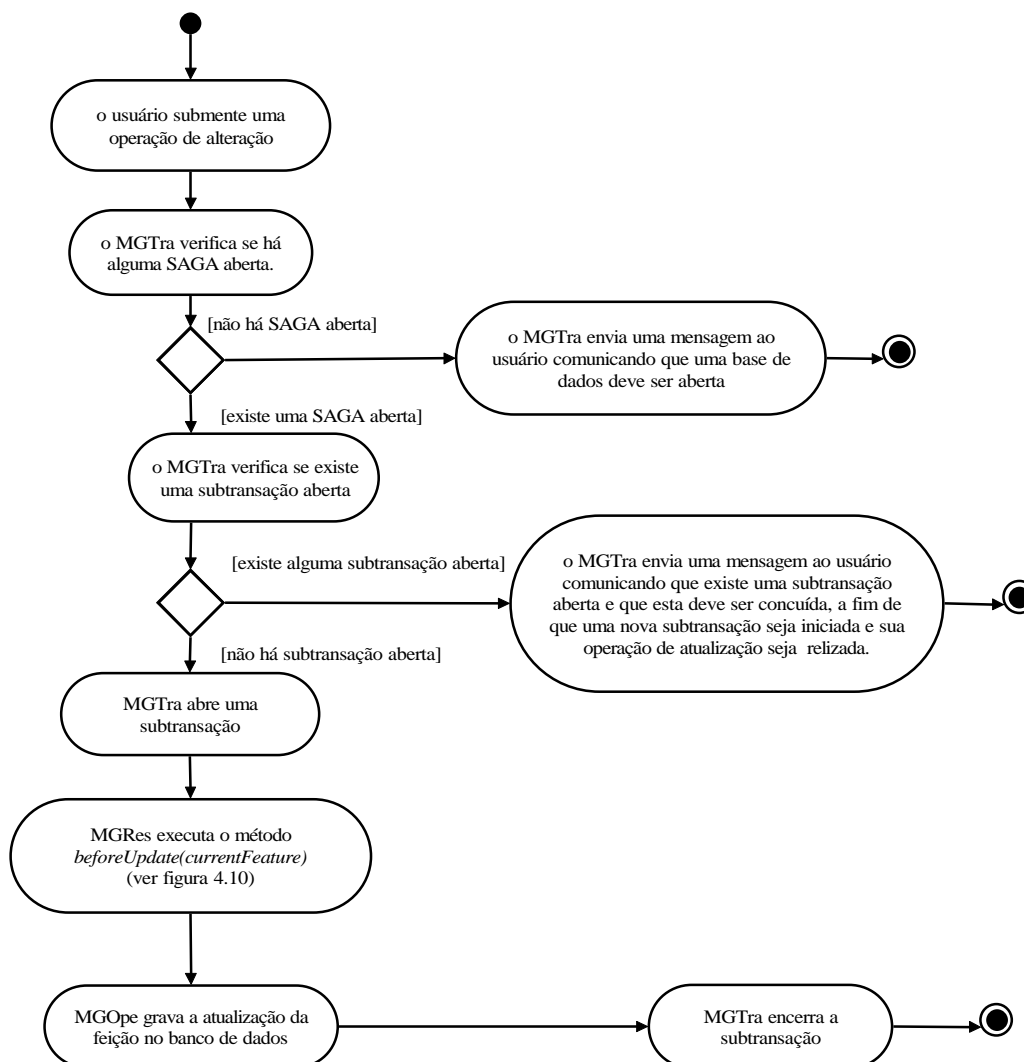 o usuário submente uma
operação de alteração
o MGTra verifica se há
alguma SAGA aberta.
[não há SAGA aberta]
o MGTra envia uma mensagem ao
usuário comunicando que uma base de
dados deve ser aberta
[existe uma SAGA aberta]
o MGTra verifica se existe
uma subtransação aberta
[existe alguma subtransação aberta]
o MGTra envia uma mensagem ao usuário
comunicando que existe uma subtransação
aberta e que esta deve ser concuída, a fim de
que uma nova subtransação seja iniciada e sua
operação de atualização seja relizada.
[não há subtransação aberta]
MGTra abre uma
subtransação
MGRes executa o método
beforeUpdate(currentFeature)
(ver figura 4.10)
MGOpe grava a atualização da
feição no banco de dados
MGTra encerra a
subtransação